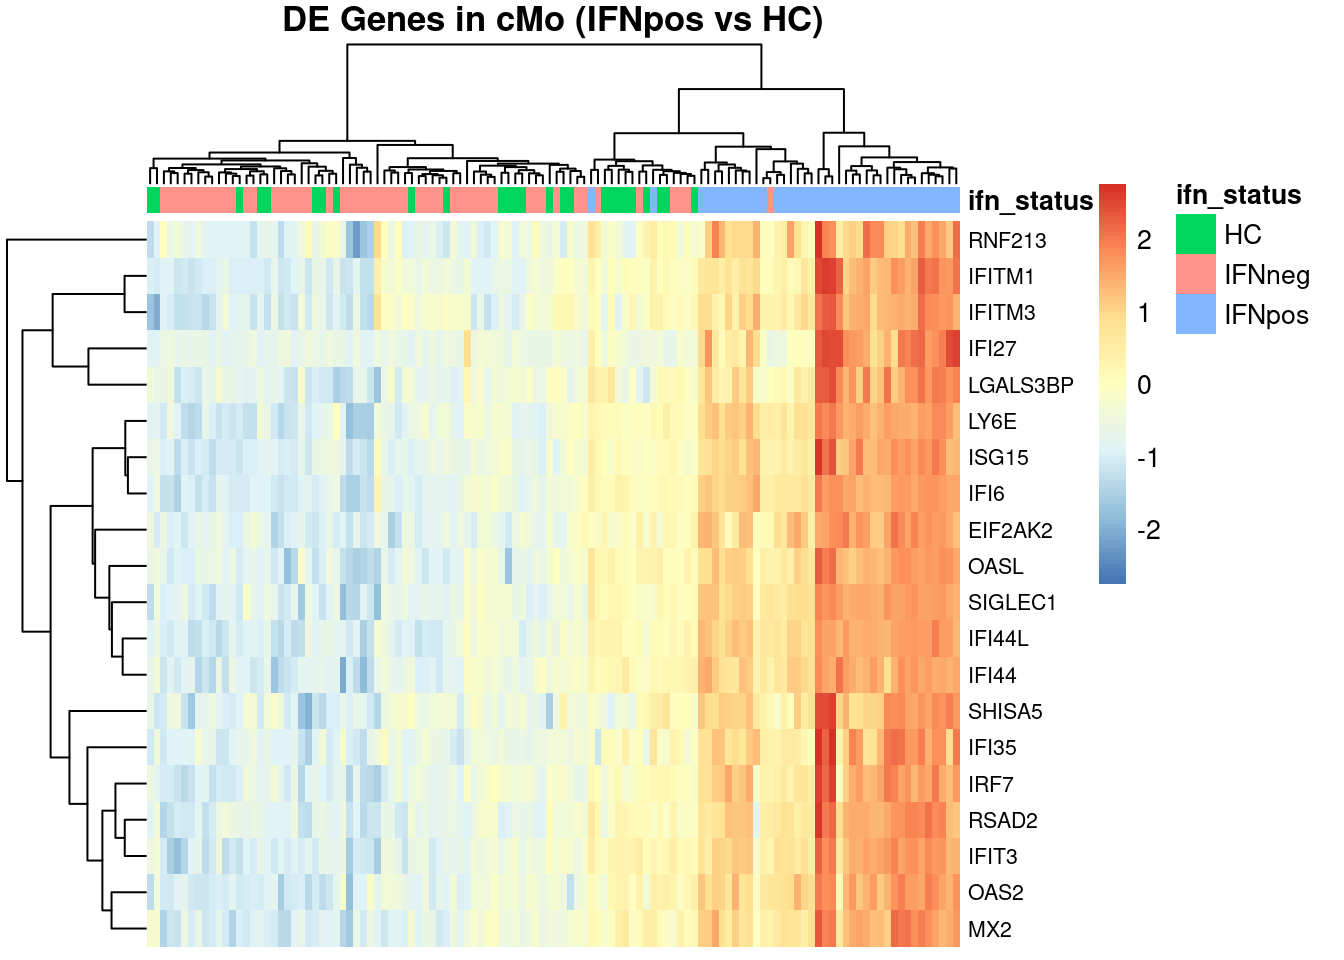 DE Genes in cMo (IFNpos vs HC)
ifn_status
RNF213
IFITM1
IFITM3
IFI27
LGALS3BP
LY6E
ISG15
IFI6
EIF2AK2
OASL
SIGLEC1
IFI44L
IFI44
SHISA5
IFI35
IRF7
RSAD2
IFIT3
OAS2
MX2
2
1
0
-1
-2
ifn_status
HC
IFNneg
IFNpos